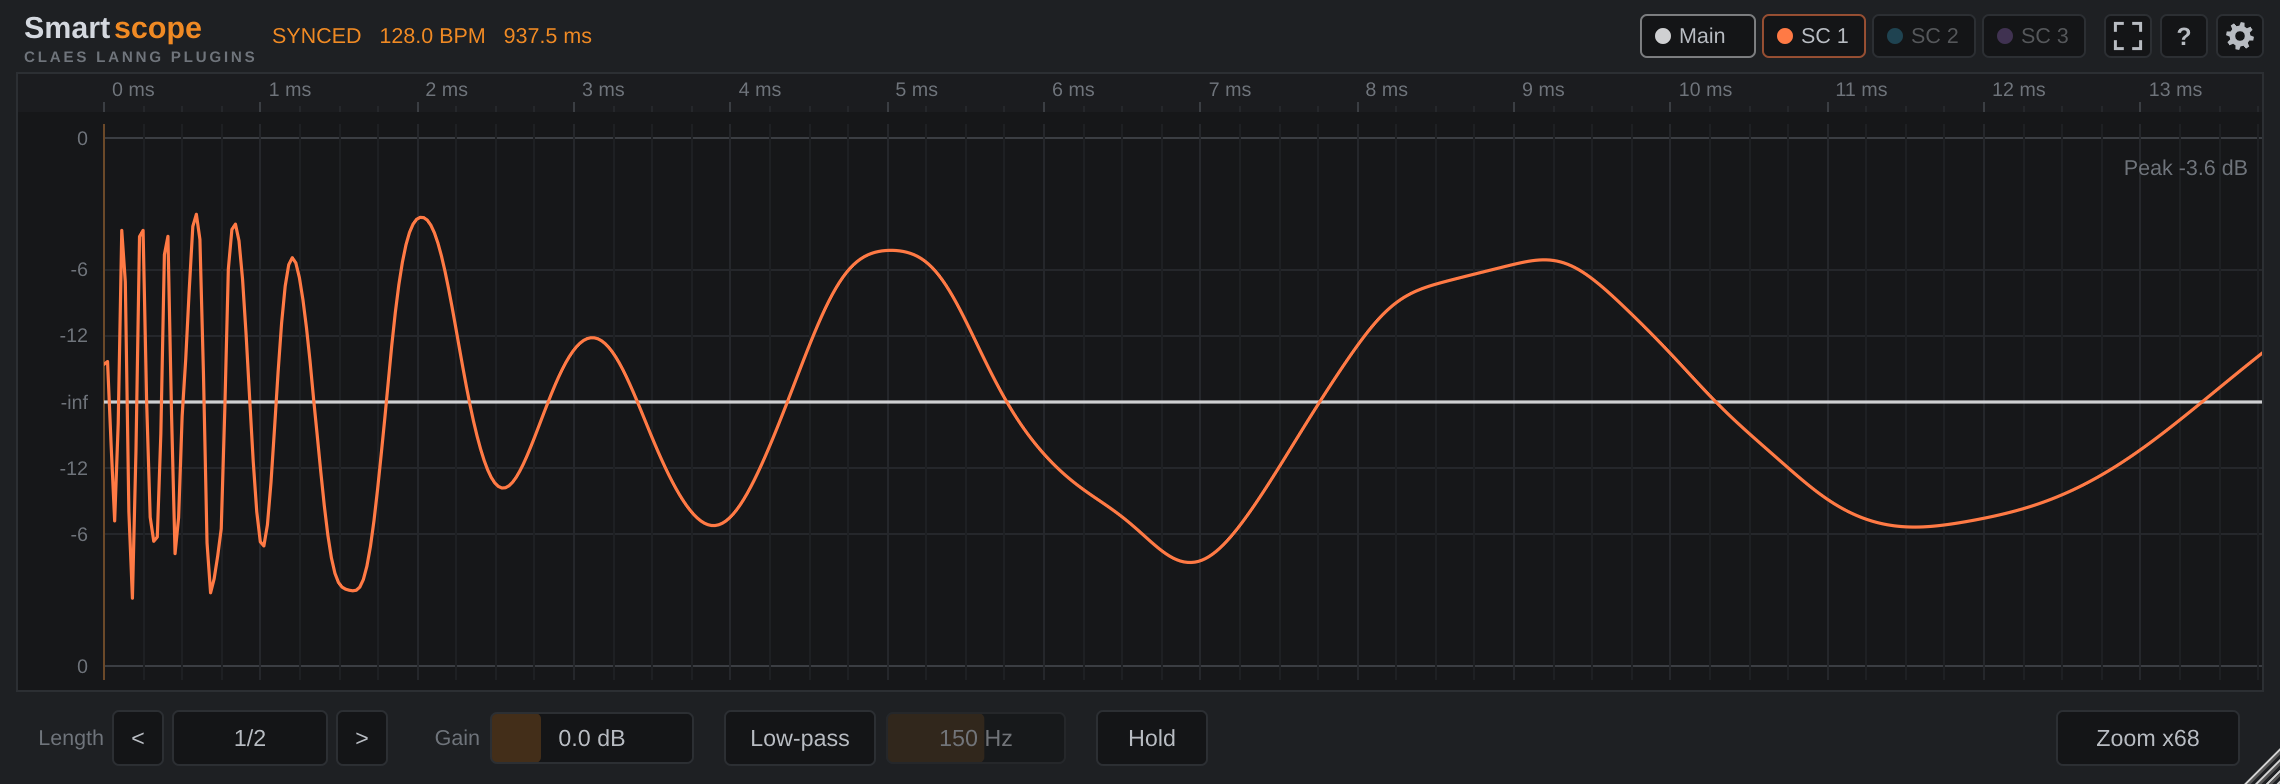 Smartscope
CLAES LANNG PLUGINS
SYNCED 128.0 BPM 937.5 ms
Main SC 1 SC 2 SC 3 ?
0 ms 1 ms 2 ms 3 ms 4 ms 5 ms 6 ms 7 ms 8 ms 9 ms 10 ms 11 ms 12 ms 13 ms
0
Peak -3.6 dB
-6
-12
-inf
-12
-6
0
Length < 1/2 > Gain 0.0 dB Low-pass 150 Hz Hold Zoom x68